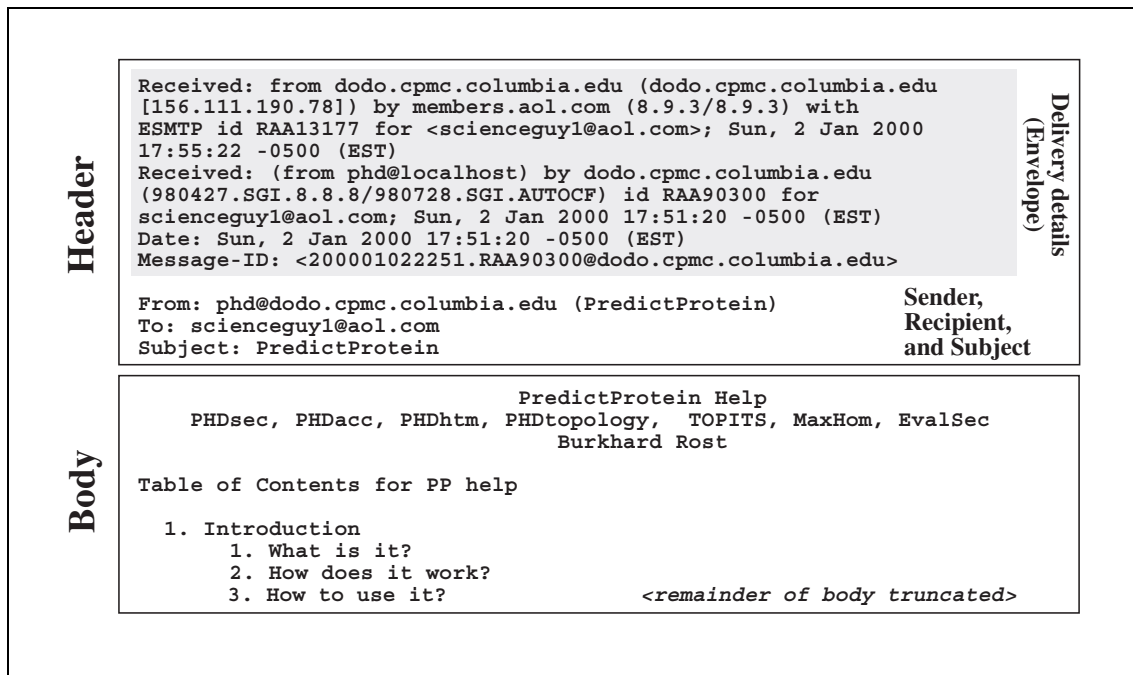 Header
Received: from dodo.cpmc.columbia.edu (dodo.cpmc.columbia.edu
[156.111.190.78]) by members.aol.com (8.9.3/8.9.3) with
ESMTP id RAA13177 for <scienceguy1@aol.com>; Sun, 2 Jan 2000
17:55:22 -0500 (EST)
Received: (from phd@localhost) by dodo.cpmc.columbia.edu
(980427.SGI.8.8.8/980728.SGI.AUTOCF) id RAA90300 for
scienceguy1@aol.com; Sun, 2 Jan 2000 17:51:20 -0500 (EST)
Date: Sun, 2 Jan 2000 17:51:20 -0500 (EST)
Message-ID: <200001022251.RAA90300@dodo.cpmc.columbia.edu>
Delivery details
(Envelope)
From: phd@dodo.cpmc.columbia.edu (PredictProtein)
To: scienceguy1@aol.com
Subject: PredictProtein
Sender,
Recipient,
and Subject
Body
PredictProtein Help
PHDsec, PHDacc, PHDhtm, PHDtopology, TOPITS, MaxHom, EvalSec
Burkhard Rost
Table of Contents for PP help
1. Introduction
1. What is it?
2. How does it work?
3. How to use it?
<remainder of body truncated>